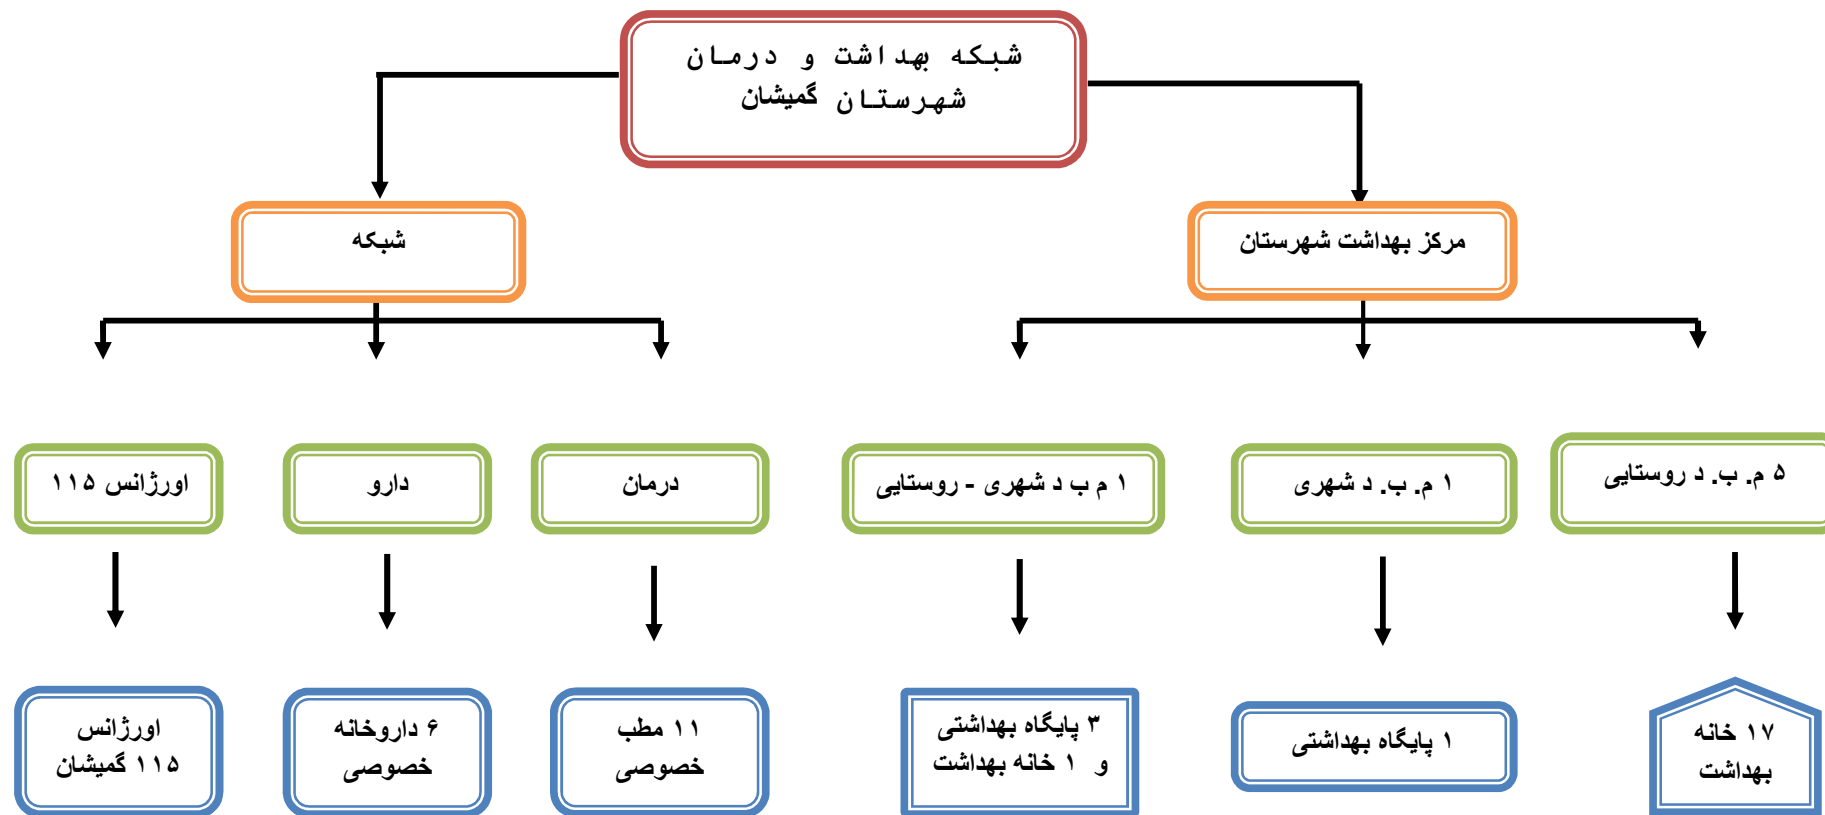 شبکه بهداشت و درمان
شهرستان گمیشان
مرکز بهداشت شهرستان
شبکه
۵ م. ب. د روستایی
۱ م. ب. د شهری
۱ م ب د شهری - روستایی
درمان
دارو
اورژانس ۱۱۵
۱۷ خانه
بهداشت
۱ پایگاه بهداشتی
۳ پایگاه بهداشتی
و ۱ خانه بهداشت
۱۱ مطب
خصوصی
۶ داروخانه
خصوصی
اورژانس
۱۱۵ گمیشان